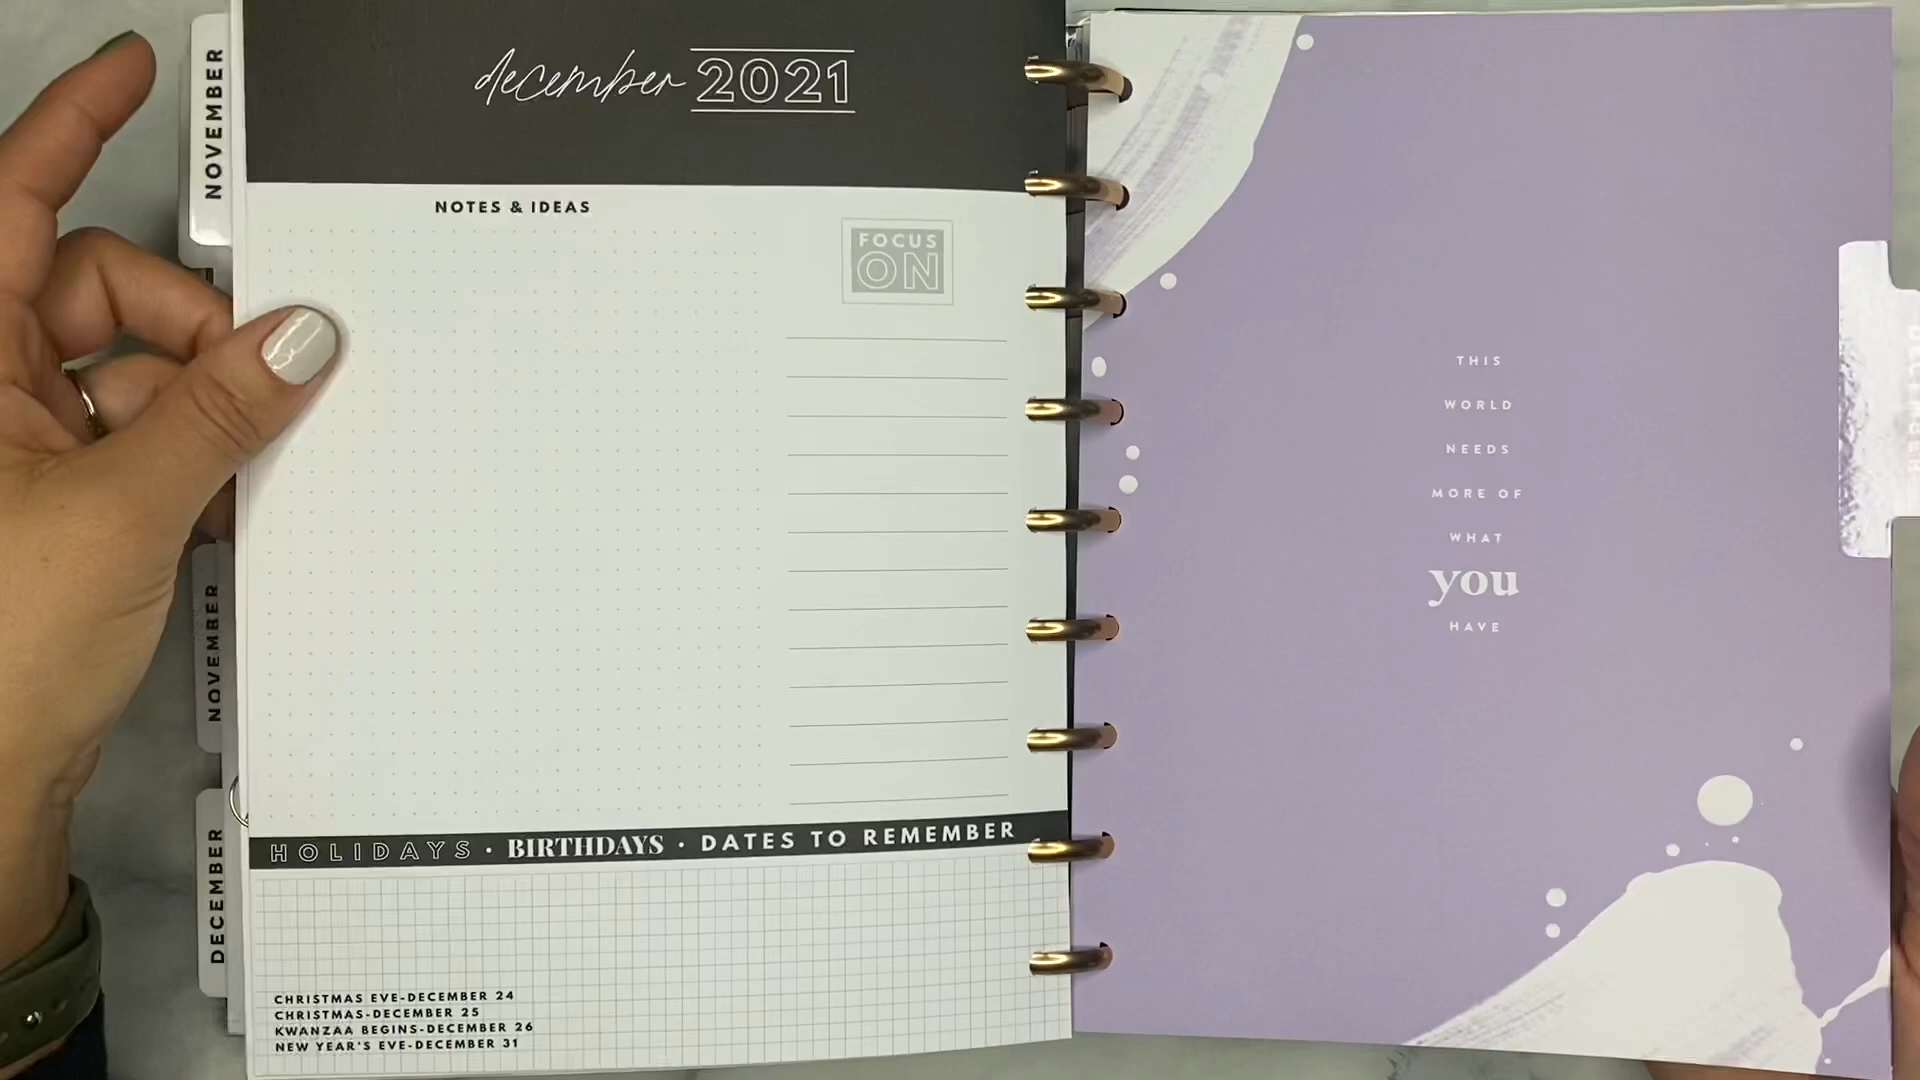 NOVEMBER
NOVEMBER
DECEMBER
december 2021
NOTES & IDEAS
FOCUS
ON
HOLIDAYS · BIRTHDAYS · DATES TO REMEMBER
CHRISTMAS EVE-DECEMBER 24
CHRISTMAS-DECEMBER 25
KWANZAA BEGINS-DECEMBER 26
NEW YEAR'S EVE-DECEMBER 31
THIS
WORLD
NEEDS
MORE OF
WHAT
you
HAVE